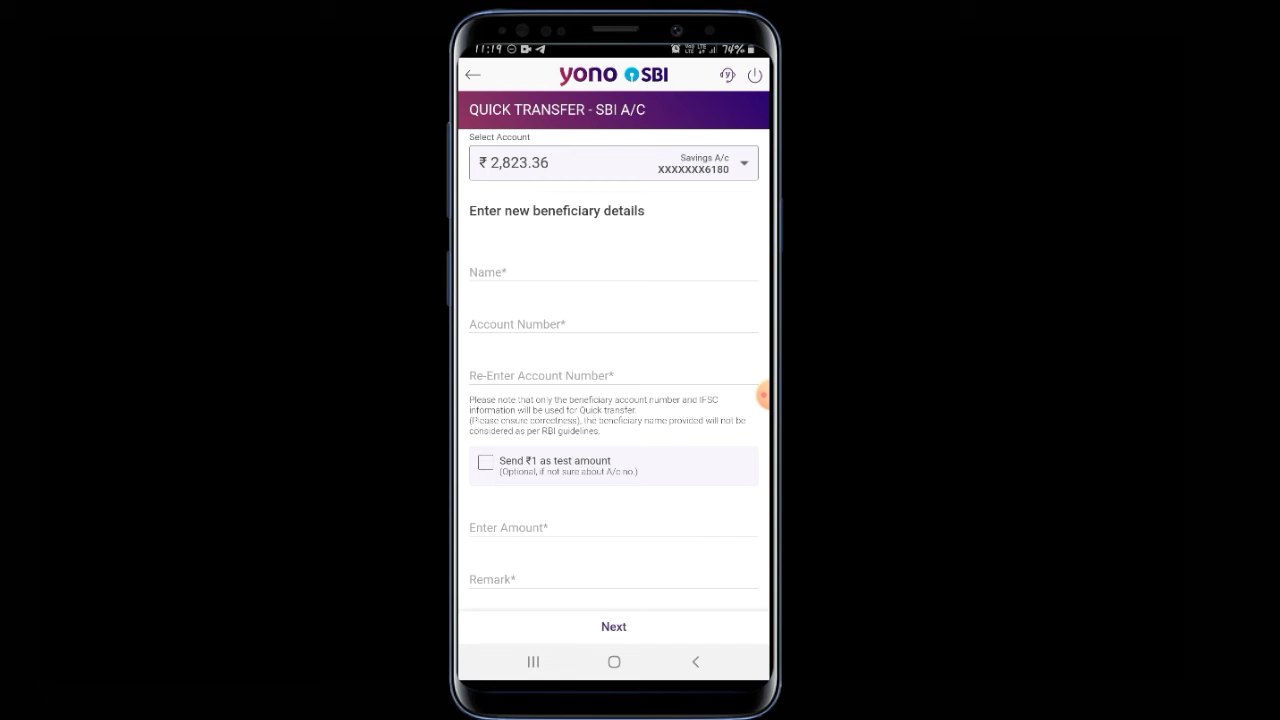 11:19
74%
yono SBI
QUICK TRANSFER - SBI A/C
Select Account
₹ 2,823.36
Savings A/c
XXXXXXX6180
Enter new beneficiary details
Name*
Account Number*
Re-Enter Account Number*
Please note that only the beneficiary account number and IFSC
information will be used for Quick transfer.
(Please ensure correctness), the beneficiary name provided will not be
considered as per RBI guidelines.
Send ₹1 as test amount
(Optional, if not sure about A/c no.)
Enter Amount*
Remark*
Next